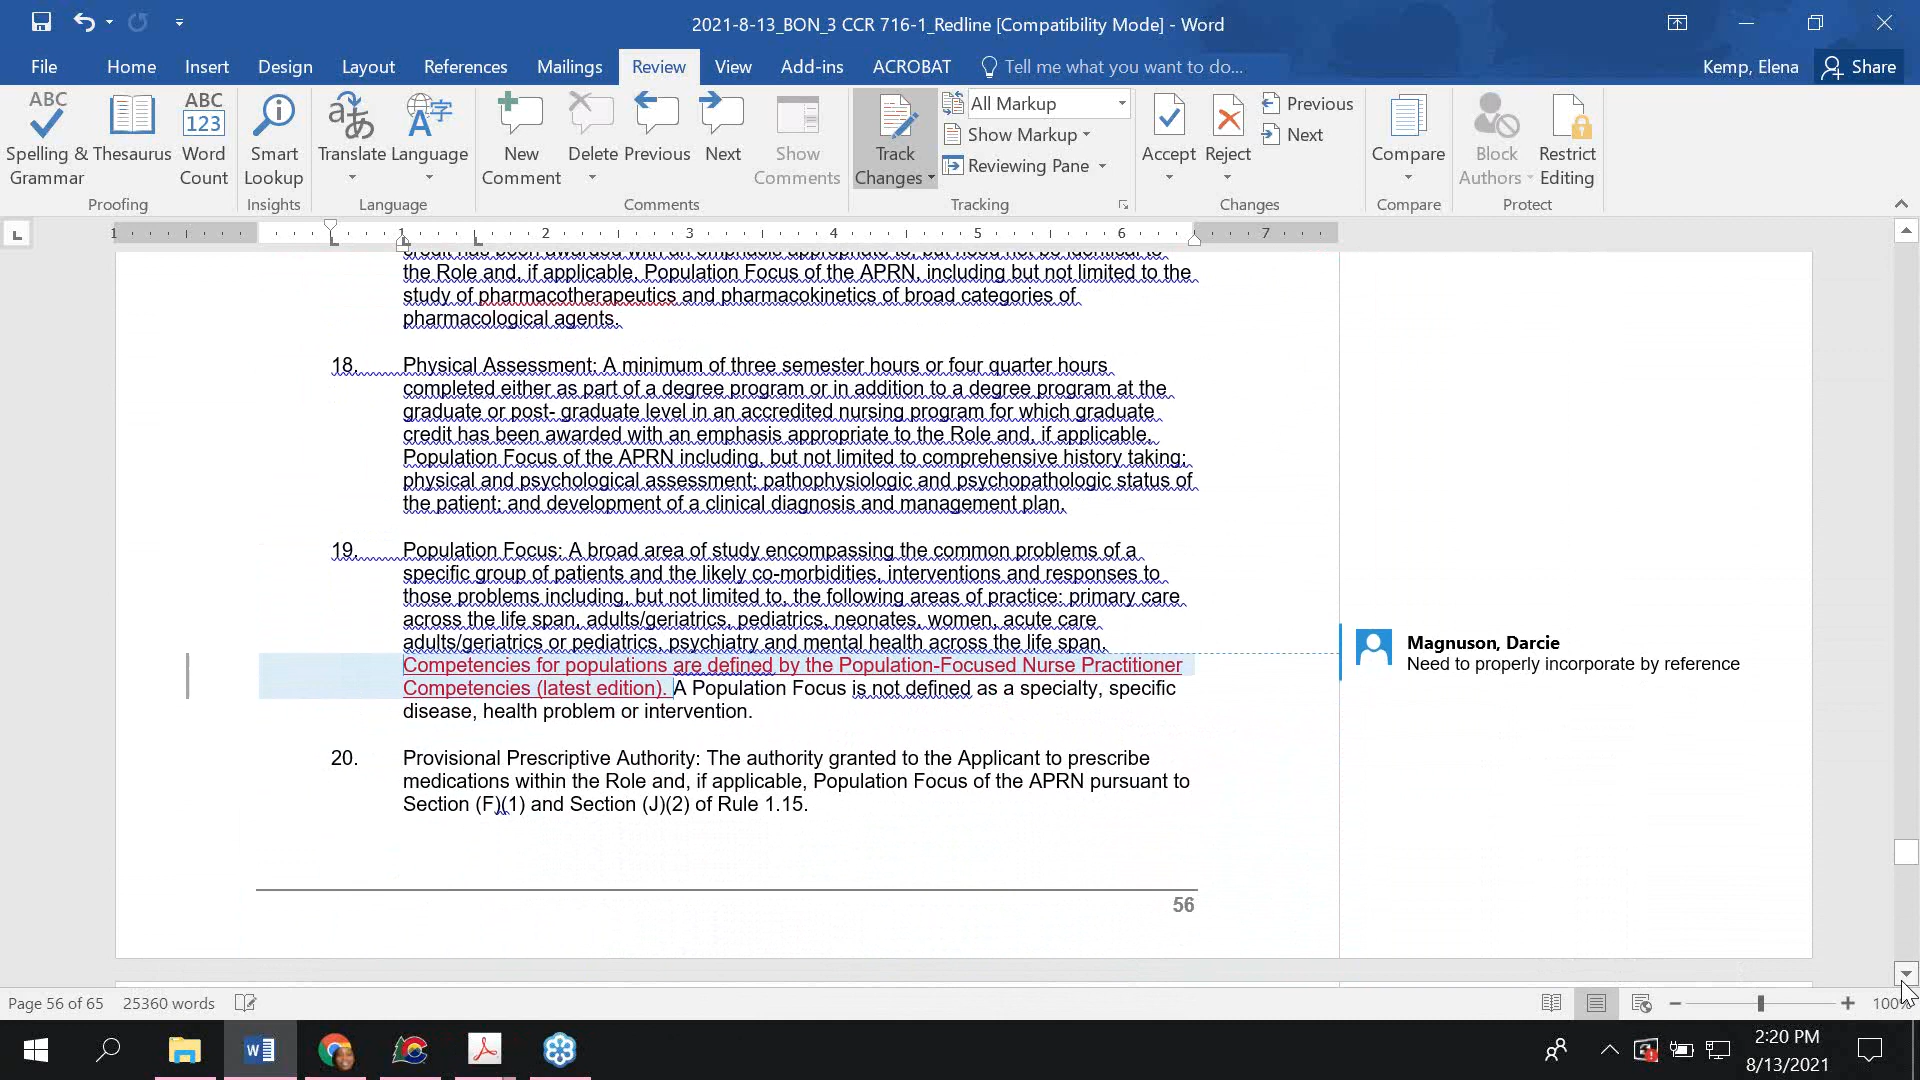 2021-8-13_BON_3 CCR 716-1_Redline [Compatibility Mode] - Word
File Home Insert Design Layout References Mailings Review View Add-ins ACROBAT Tell me what you want to do... Kemp, Elena Share
ABC ABC 123
Spelling & Grammar
Thesaurus
Word Count
Smart Lookup
Translate
Language
New Comment
Delete
Previous
Next
Show Comments
Track Changes
All Markup
Show Markup
Reviewing Pane
Accept
Reject
Previous
Next
Compare
Block Authors
Restrict Editing
Proofing Insights Language Comments Tracking Changes Compare Protect
1 1 2 3 4 5 6 7
the Role and, if applicable, Population Focus of the APRN, including but not limited to the
study of pharmacotherapeutics and pharmacokinetics of broad categories of
pharmacological agents.
18. Physical Assessment: A minimum of three semester hours or four quarter hours
completed either as part of a degree program or in addition to a degree program at the
graduate or post- graduate level in an accredited nursing program for which graduate
credit has been awarded with an emphasis appropriate to the Role and, if applicable,
Population Focus of the APRN including, but not limited to comprehensive history taking;
physical and psychological assessment; pathophysiologic and psychopathologic status of
the patient; and development of a clinical diagnosis and management plan.
19. Population Focus: A broad area of study encompassing the common problems of a
specific group of patients and the likely co-morbidities, interventions and responses to
those problems including, but not limited to, the following areas of practice: primary care
across the life span, adults/geriatrics, pediatrics, neonates, women, acute care
adults/geriatrics or pediatrics, psychiatry and mental health across the life span.
Competencies for populations are defined by the Population-Focused Nurse Practitioner
Competencies (latest edition). A Population Focus is not defined as a specialty, specific
disease, health problem or intervention.
Magnuson, Darcie
Need to properly incorporate by reference
20. Provisional Prescriptive Authority: The authority granted to the Applicant to prescribe
medications within the Role and, if applicable, Population Focus of the APRN pursuant to
Section (F)(1) and Section (J)(2) of Rule 1.15.
56
Page 56 of 65 25360 words 100%
2:20 PM
8/13/2021